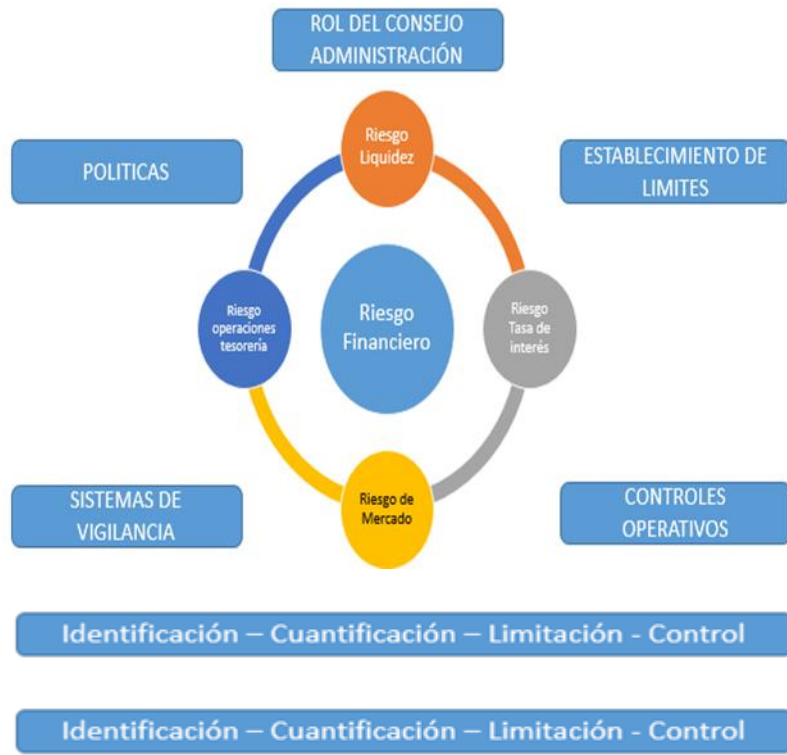 ROL DEL CONSEJO
ADMINISTRACIÓN
Riesgo
Liquidez
POLITICAS
ESTABLECIMIENTO DE
LIMITES
Riesgo
operaciones
tesorería
Riesgo
Financiero
Riesgo
Tasa de
interés
SISTEMAS DE
VIGILANCIA
Riesgo de
Mercado
CONTROLES
OPERATIVOS
Identificación – Cuantificación – Limitación - Control
Identificación – Cuantificación – Limitación - Control